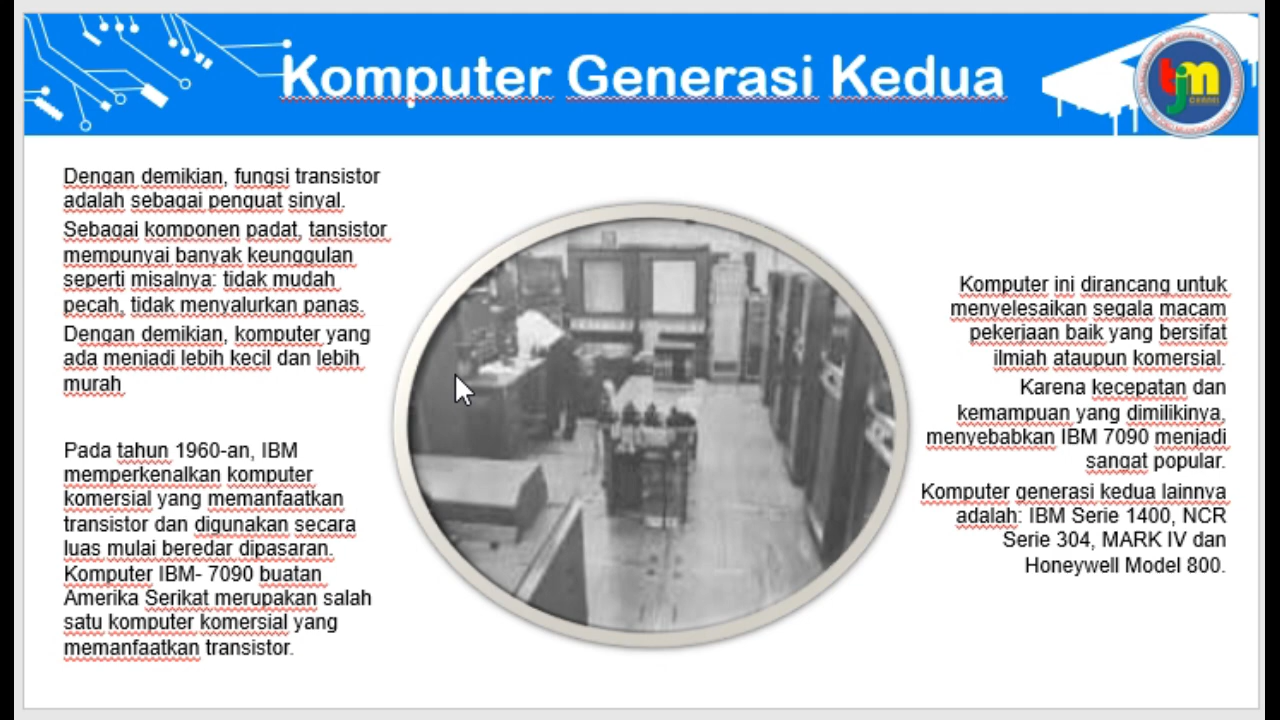 Komputer Generasi Kedua
tjm
Dengan demikian, fungsi transistor
adalah sebagai penguat sinyal.
Sebagai komponen padat, tansistor
mempunyai banyak keunggulan
seperti misalnya: tidak mudah
pecah, tidak menyalurkan panas.
Dengan demikian, komputer yang
ada menjadi lebih kecil dan lebih
murah
Pada tahun 1960-an, IBM
memperkenalkan komputer
komersial yang memanfaatkan
transistor dan digunakan secara
luas mulai beredar dipasaran.
Komputer IBM- 7090 buatan
Amerika Serikat merupakan salah
satu komputer komersial yang
memanfaatkan transistor.
Komputer ini dirancang untuk
menyelesaikan segala macam
pekerjaan baik yang bersifat
ilmiah ataupun komersial.
Karena kecepatan dan
kemampuan yang dimilikinya,
menyebabkan IBM 7090 menjadi
sangat popular.
Komputer generasi kedua lainnya
adalah: IBM Serie 1400, NCR
Serie 304, MARK IV dan
Honeywell Model 800.